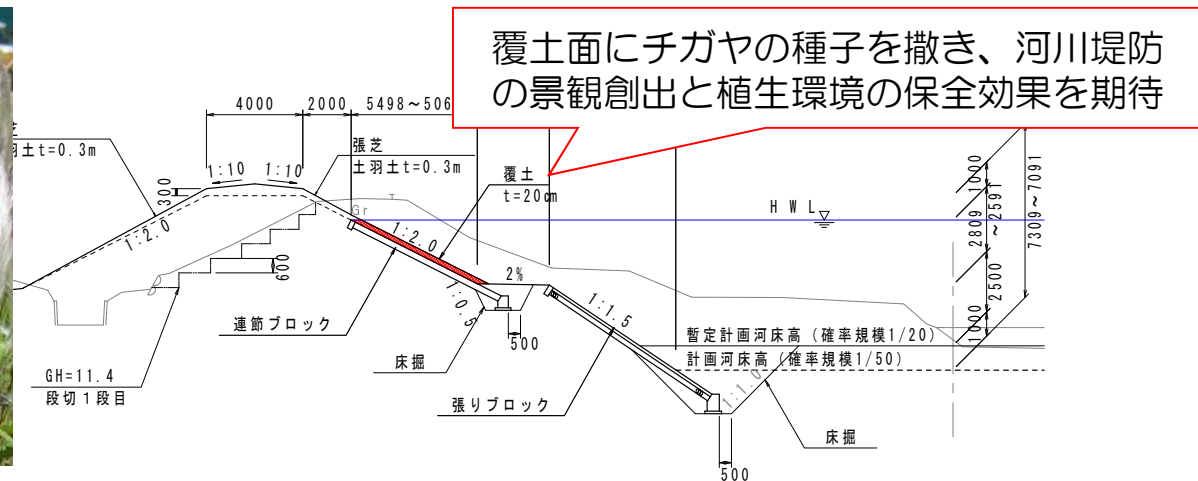 覆土面にチガヤの種子を撒き、河川堤防
の景観創出と植生環境の保全効果を期待
4000
2000
5498～506
張芝
土羽土t=0.3m
羽土t=0.3m
1:10
1:10
300
覆土
t=20cm
Gr
HWL
1:2.0
1:2.0
600
2%
1:0.5
1:1.5
連節ブロック
500
床掘
GH=11.4
段切1段目
張りブロック
暫定計画河床高（確率規模1/20）
計画河床高（確率規模1/50）
1:1.0
床掘
500
1000
2809
～2591
2500
1000
7309～7091